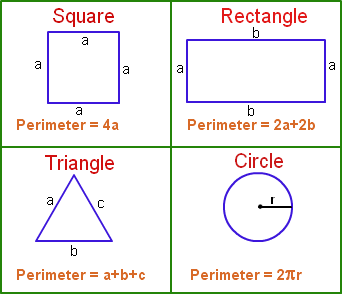 Square
a
a
a
a
Perimeter = 4a
Rectangle
b
a
a
b
Perimeter = 2a+2b
Triangle
a
c
b
Perimeter = a+b+c
Circle
r
Perimeter = 2πr